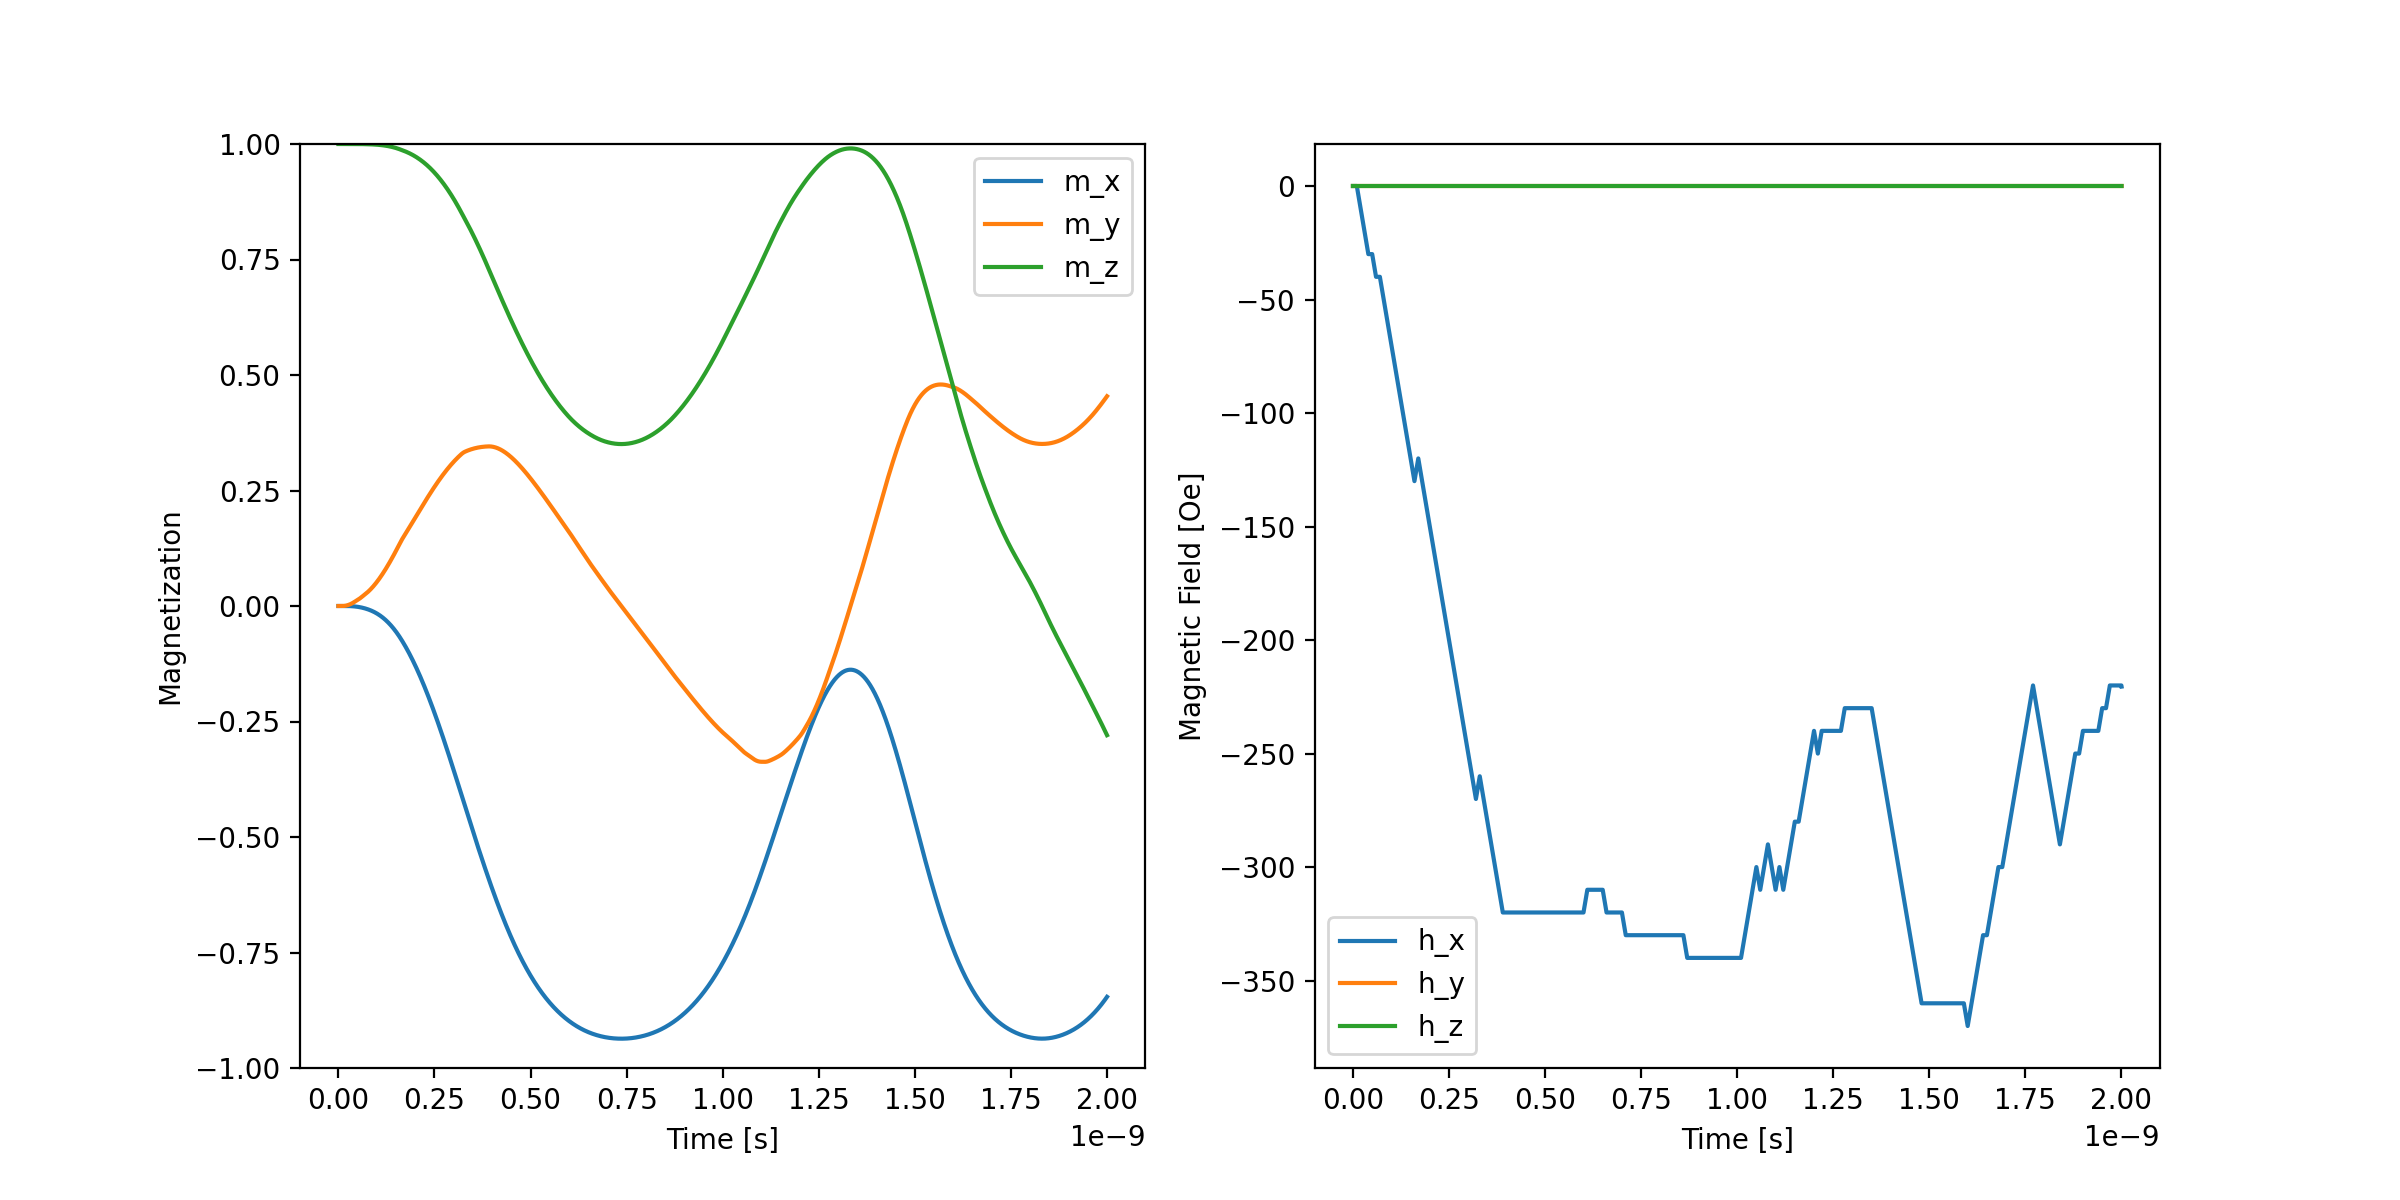 1.00
0.75
0.50
0.25
0.00
−0.25
−0.50
−0.75
−1.00
Magnetization
m_x
m_y
m_z
0.00 0.25 0.50 0.75 1.00 1.25 1.50 1.75 2.00
Time [s]
1e−9
0
−50
−100
−150
−200
−250
−300
−350
Magnetic Field [Oe]
h_x
h_y
h_z
0.00 0.25 0.50 0.75 1.00 1.25 1.50 1.75 2.00
Time [s]
1e−9